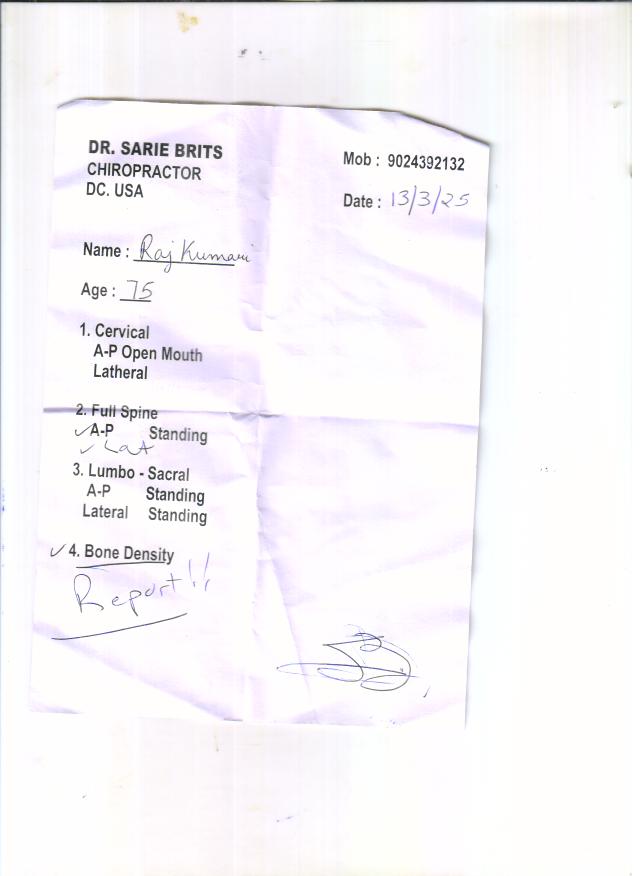 DR. SARIE BRITS
CHIROPRACTOR
DC. USA
Mob : 9024392132
Date : 13/3/25
Name : Raj Kumari
Age : 75
1. Cervical
A-P Open Mouth
Latheral
2. Full Spine
✓A-P Standing
✓ Lat
3. Lumbo - Sacral
A-P Standing
Lateral Standing
✓ 4. Bone Density
Report!!